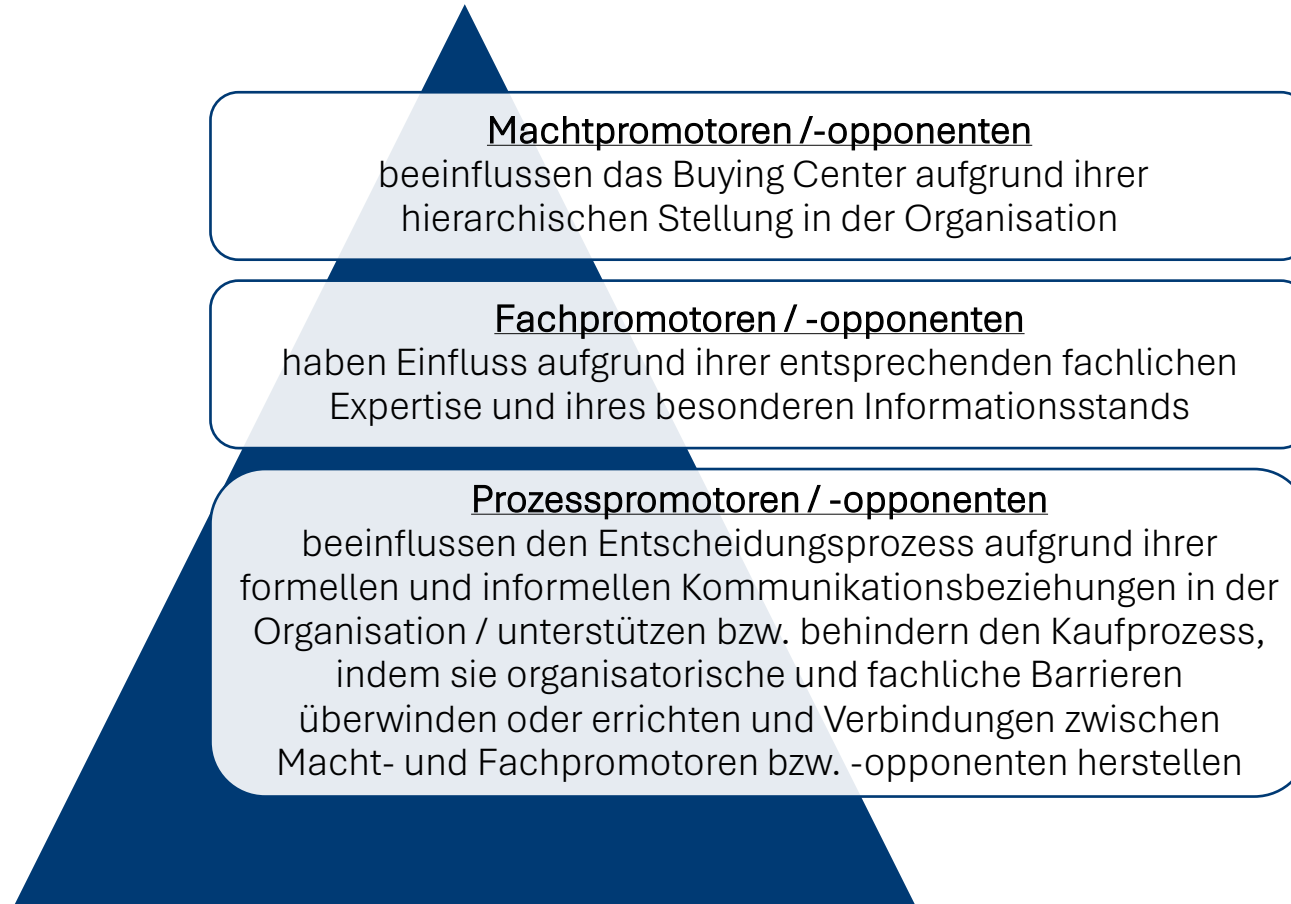 Machtpromotoren /-opponenten
beeinflussen das Buying Center aufgrund ihrer
hierarchischen Stellung in der Organisation
Fachpromotoren / -opponenten
haben Einfluss aufgrund ihrer entsprechenden fachlichen
Expertise und ihres besonderen Informationsstands
Prozesspromotoren / -opponenten
beeinflussen den Entscheidungsprozess aufgrund ihrer
formellen und informellen Kommunikationsbeziehungen in der
Organisation / unterstützen bzw. behindern den Kaufprozess,
indem sie organisatorische und fachliche Barrieren
überwinden oder errichten und Verbindungen zwischen
Macht- und Fachpromotoren bzw. -opponenten herstellen